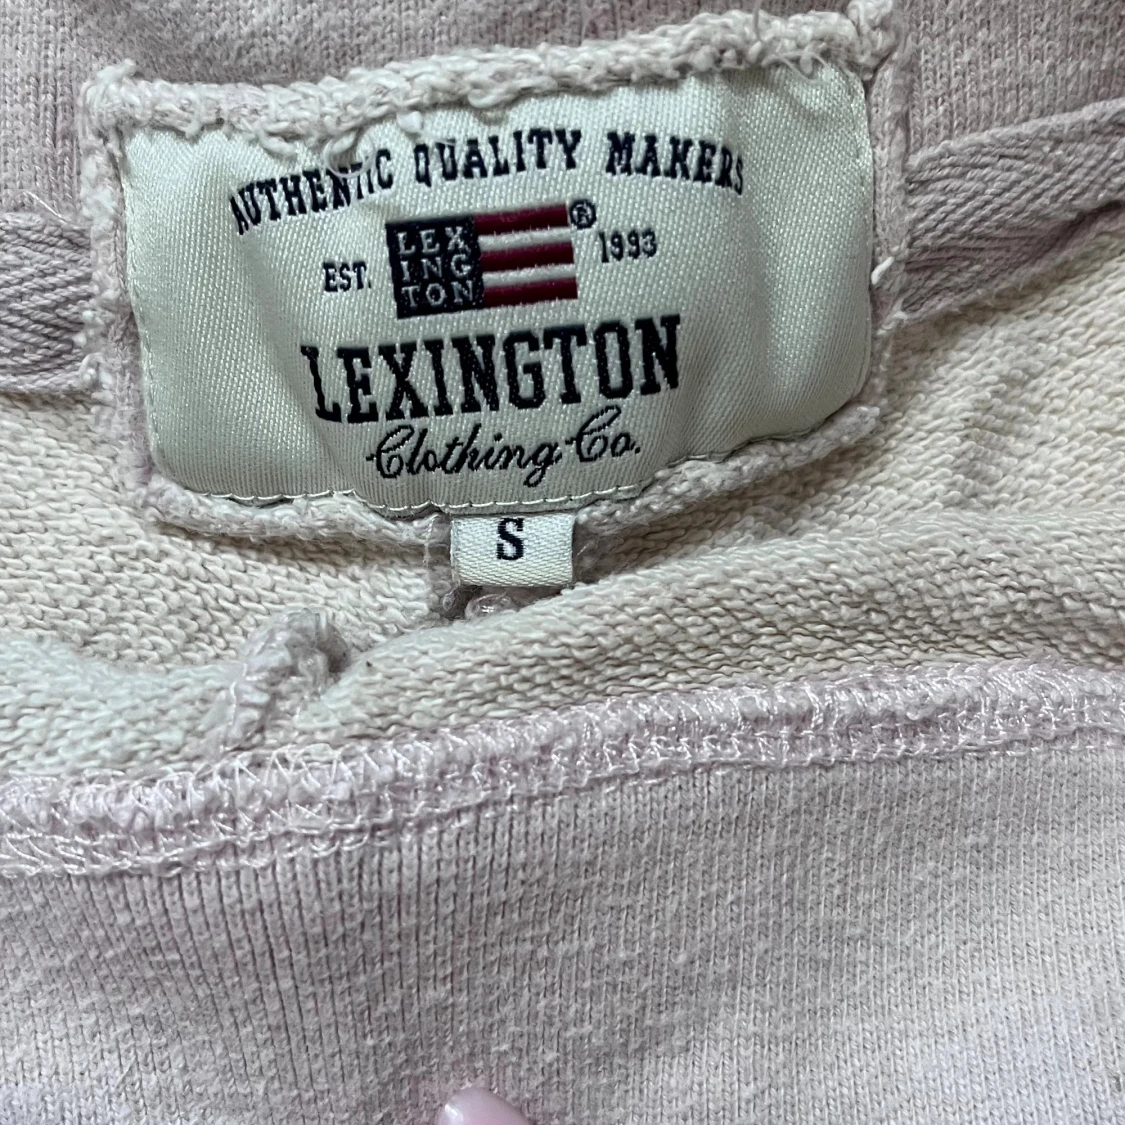 AUTHENTIC QUALITY MAKERS
LEX
ING
TON
®
EST.
1993
LEXINGTON
Clothing Co.
S